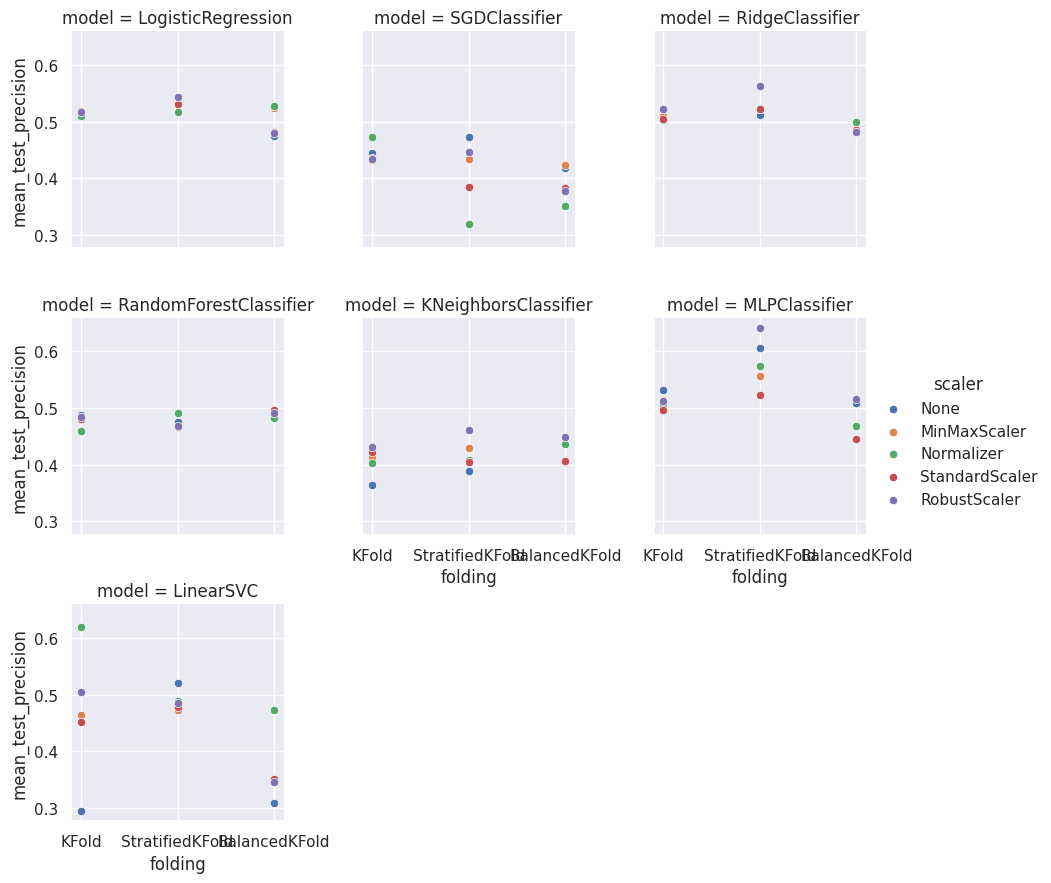 model = LogisticRegression
model = SGDClassifier
model = RidgeClassifier
mean_test_precision
0.6
0.5
0.4
0.3
model = RandomForestClassifier
model = KNeighborsClassifier
model = MLPClassifier
mean_test_precision
0.6
0.5
0.4
0.3
KFold
StratifiedKFold
BalancedKFold
folding
KFold
StratifiedKFold
BalancedKFold
folding
scaler
None
MinMaxScaler
Normalizer
StandardScaler
RobustScaler
model = LinearSVC
mean_test_precision
0.6
0.5
0.4
0.3
KFold
StratifiedKFold
BalancedKFold
folding